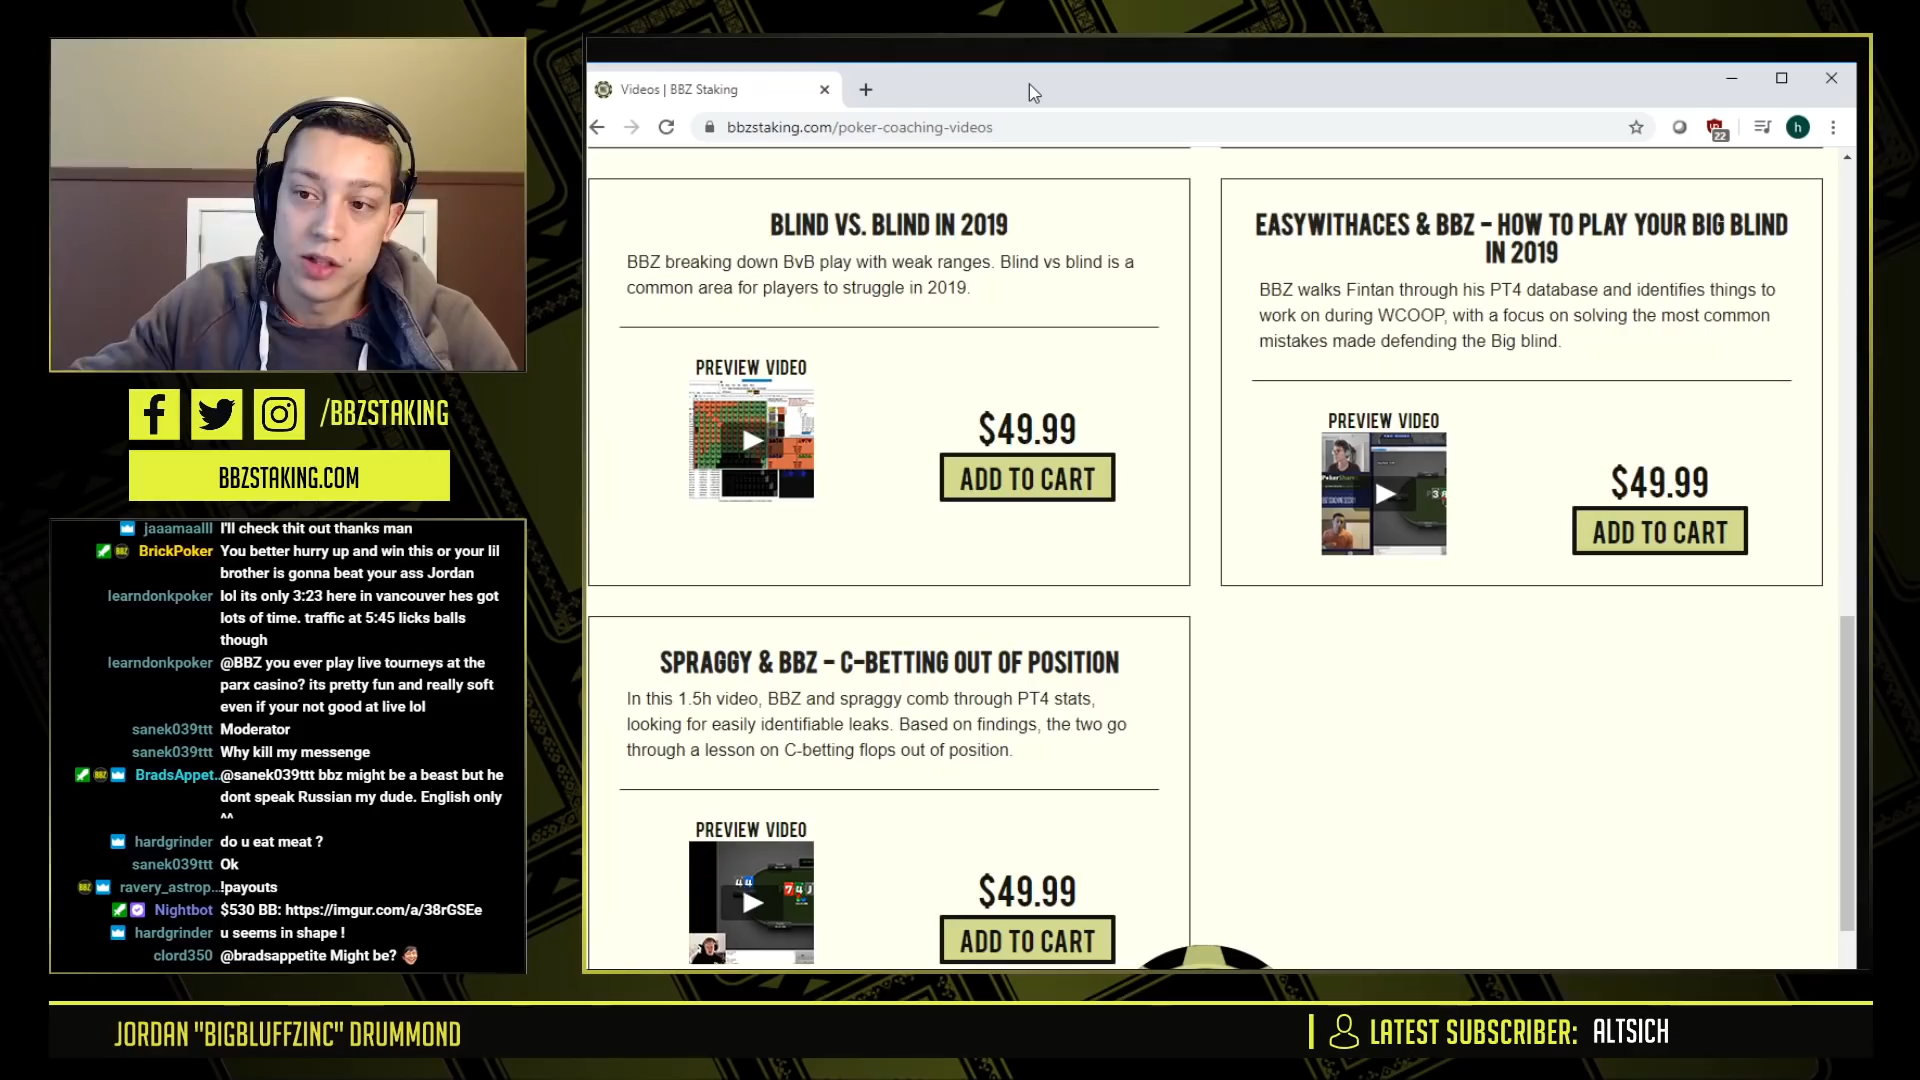 Videos | BBZ Staking
bbzstaking.com/poker-coaching-videos
22
h
BLIND VS. BLIND IN 2019
BBZ breaking down BvB play with weak ranges. Blind vs blind is a
common area for players to struggle in 2019.
PREVIEW VIDEO
$49.99
ADD TO CART
EASYWITHACES & BBZ - HOW TO PLAY YOUR BIG BLIND
IN 2019
BBZ walks Fintan through his PT4 database and identifies things to
work on during WCOOP, with a focus on solving the most common
mistakes made defending the Big blind.
PREVIEW VIDEO
$49.99
ADD TO CART
SPRAGGY & BBZ - C-BETTING OUT OF POSITION
In this 1.5h video, BBZ and spraggy comb through PT4 stats,
looking for easily identifiable leaks. Based on findings, the two go
through a lesson on C-betting flops out of position.
PREVIEW VIDEO
44
74J
$49.99
ADD TO CART
/BBZSTAKING
BBZSTAKING.COM
jaaamaalll I'll check thit out thanks man
BrickPoker You better hurry up and win this or your lil
brother is gonna beat your ass Jordan
learndonkpoker lol its only 3:23 here in vancouver hes got
lots of time. traffic at 5:45 licks balls
though
learndonkpoker @BBZ you ever play live tourneys at the
parx casino? its pretty fun and really soft
even if your not good at live lol
sanek039ttt Moderator
sanek039ttt Why kill my messenge
BradsAppet.. @sanek039ttt bbz might be a beast but he
dont speak Russian my dude. English only
^^
hardgrinder do u eat meat ?
sanek039ttt Ok
ravery_astrop... !payouts
Nightbot $530 BB: https://imgur.com/a/38rGSEe
hardgrinder u seems in shape !
clord350 @bradsappetite Might be?
JORDAN "BIGBLUFFZINC" DRUMMOND
LATEST SUBSCRIBER: ALTSICH